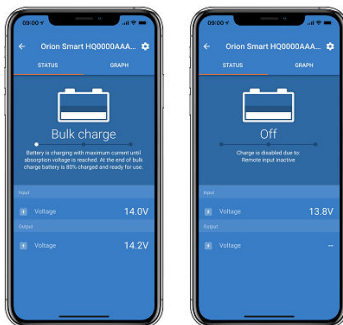 09:00
Orion Smart HQ0000AAA...
STATUS
GRAPH
Bulk charge
Battery is charging with maximum current until
absorption voltage is reached. At the end of bulk
charge battery is 80% charged and ready for use.
Input
Voltage
14.0V
Output
Voltage
14.2V
09:00
Orion Smart HQ0000AAA...
STATUS
GRAPH
Off
Charge is disabled due to:
Remote input inactive
Input
Voltage
13.8V
Output
Voltage
--